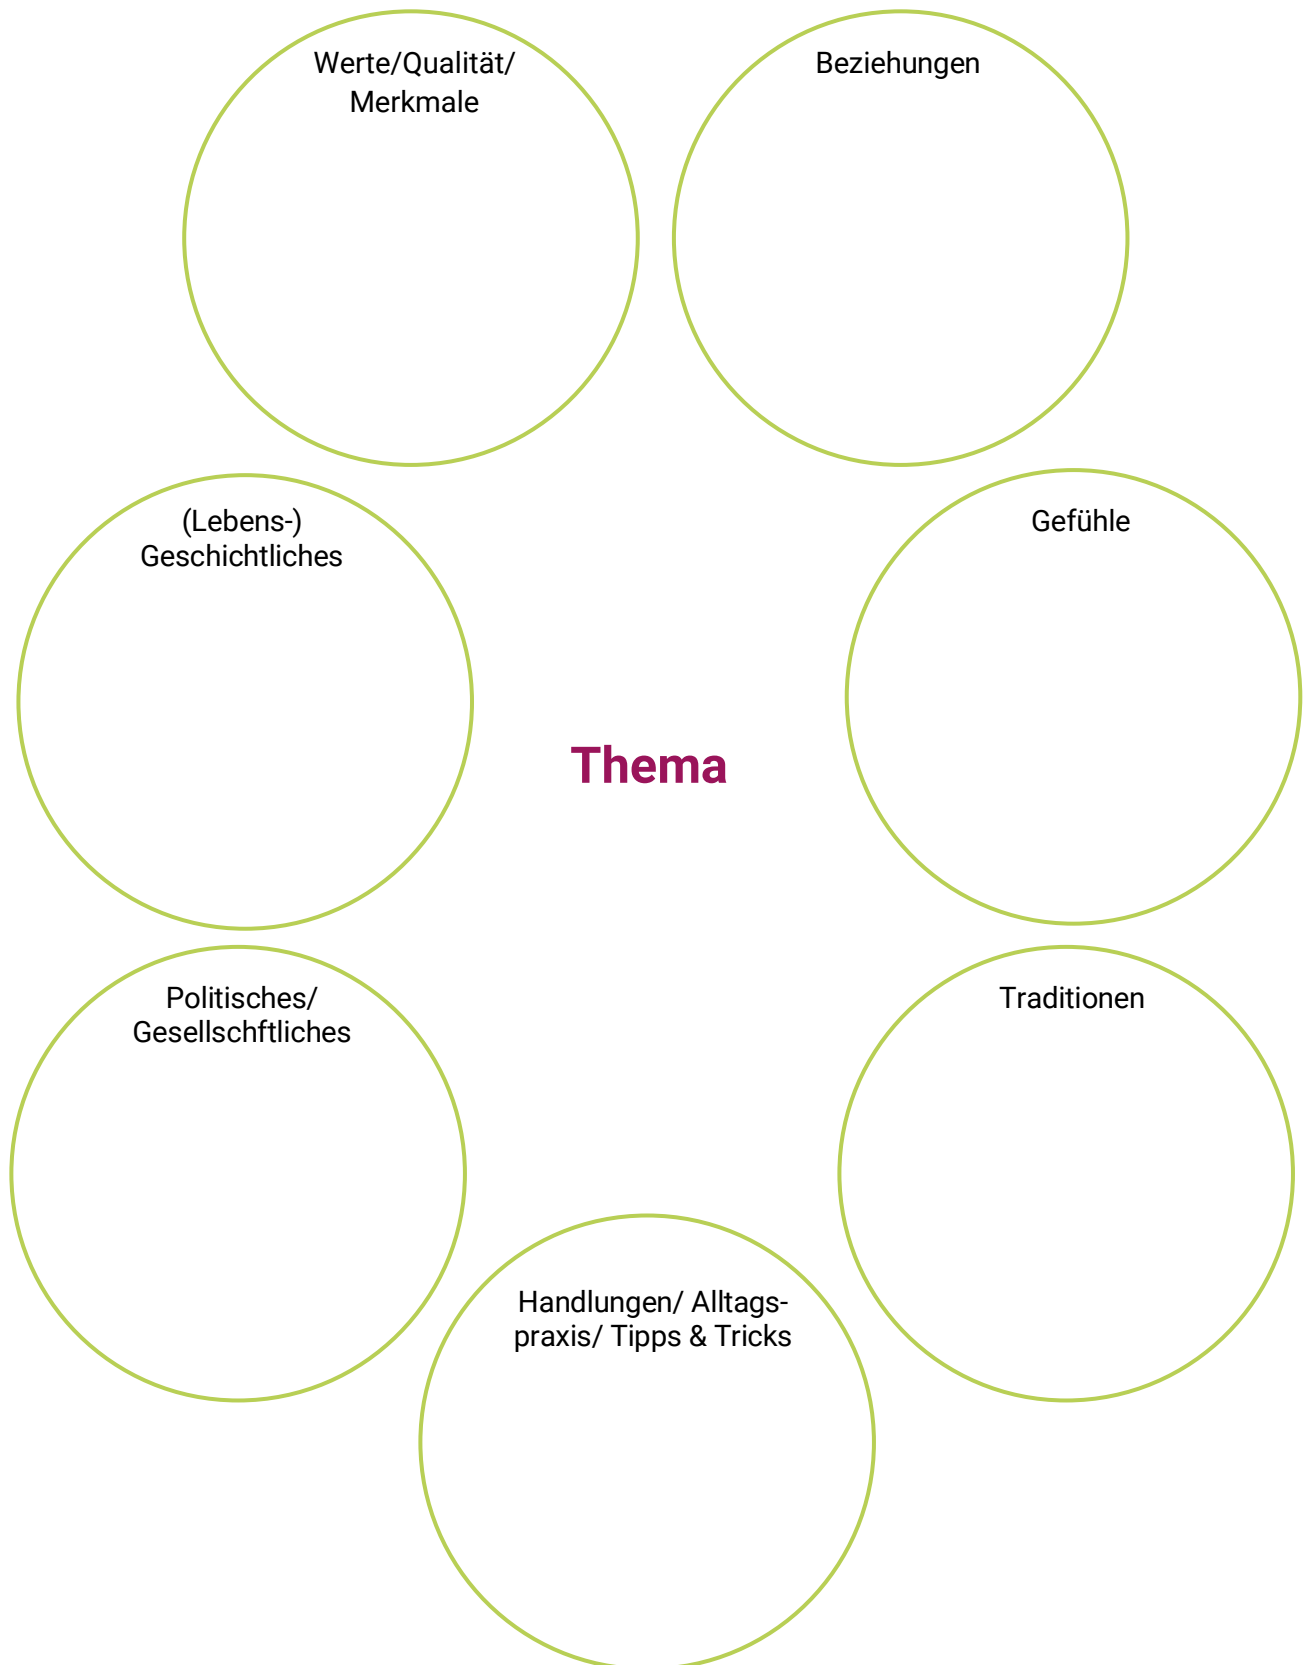 Werte/Qualität/
Merkmale
Beziehungen
(Lebens-)
Geschichtliches
Gefühle
Thema
Politisches/
Gesellschftliches
Traditionen
Handlungen/ Alltags-
praxis/ Tipps & Tricks